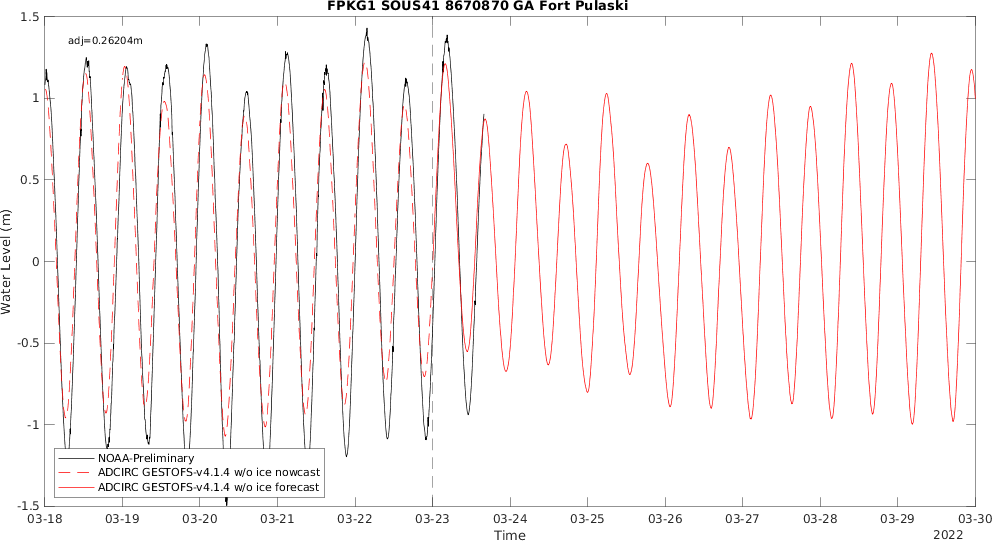 FPKG1 SOUS41 8670870 GA Fort Pulaski
adj=0.26204m
1.5
1
0.5
0
-0.5
-1
-1.5
Water Level (m)
NOAA-Preliminary
ADCIRC GESTOFS-v4.1.4 w/o ice nowcast
ADCIRC GESTOFS-v4.1.4 w/o ice forecast
03-18 03-19 03-20 03-21 03-22 03-23 03-24 03-25 03-26 03-27 03-28 03-29 03-30
Time
2022